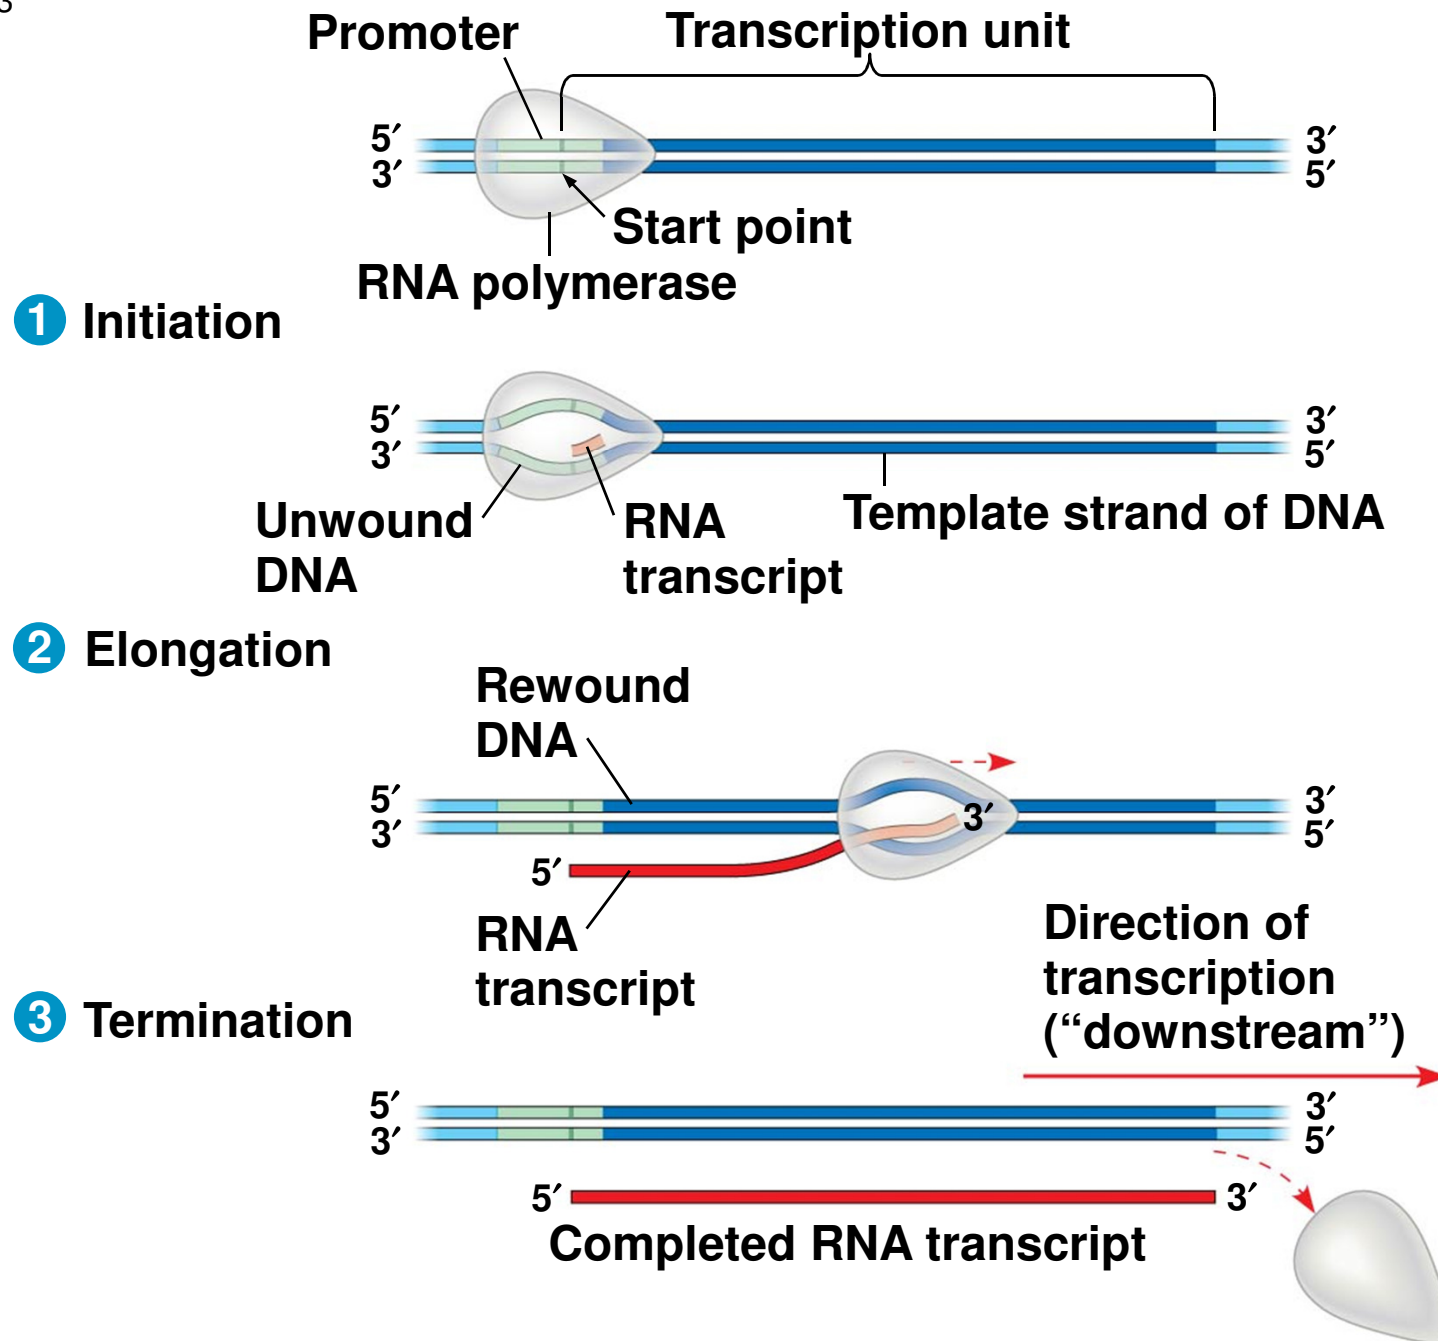 3
Promoter
Transcription unit
5′
3′
3′
5′
Start point
RNA polymerase
1 Initiation
5′
3′
3′
5′
Unwound
DNA
RNA
transcript
Template strand of DNA
2 Elongation
Rewound
DNA
5′
3′
3′
3′
5′
5′
RNA
transcript
Direction of
transcription
(“downstream”)
3 Termination
5′
3′
3′
5′
5′
3′
Completed RNA transcript